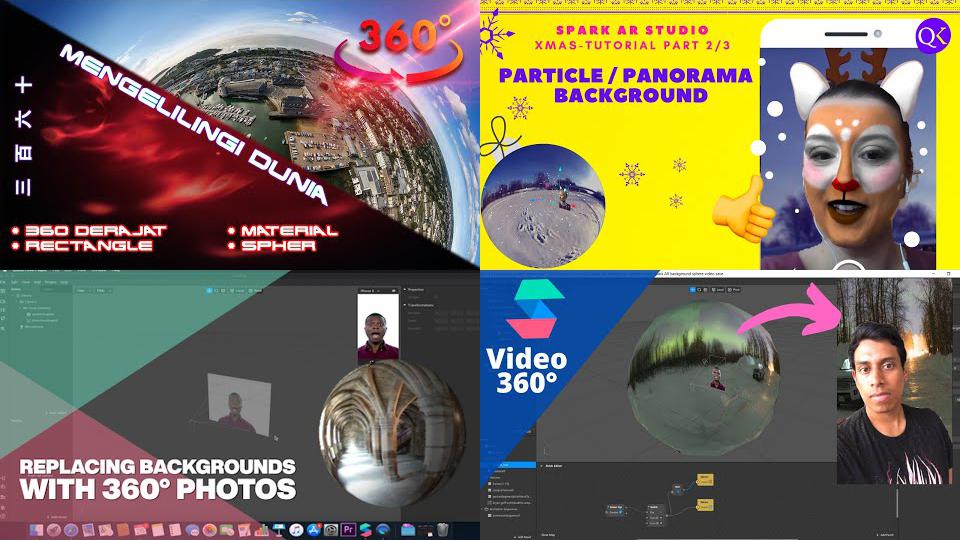 360°
MENGELILINGI DUNIA
三百六十
• 360 DERAJAT
• RECTANGLE
• MATERIAL
• SPHER
SPARK AR STUDIO
XMAS-TUTORIAL PART 2/3
PARTICLE / PANORAMA
BACKGROUND
QK
REPLACING BACKGROUNDS
WITH 360° PHOTOS
Pr
Video
360°